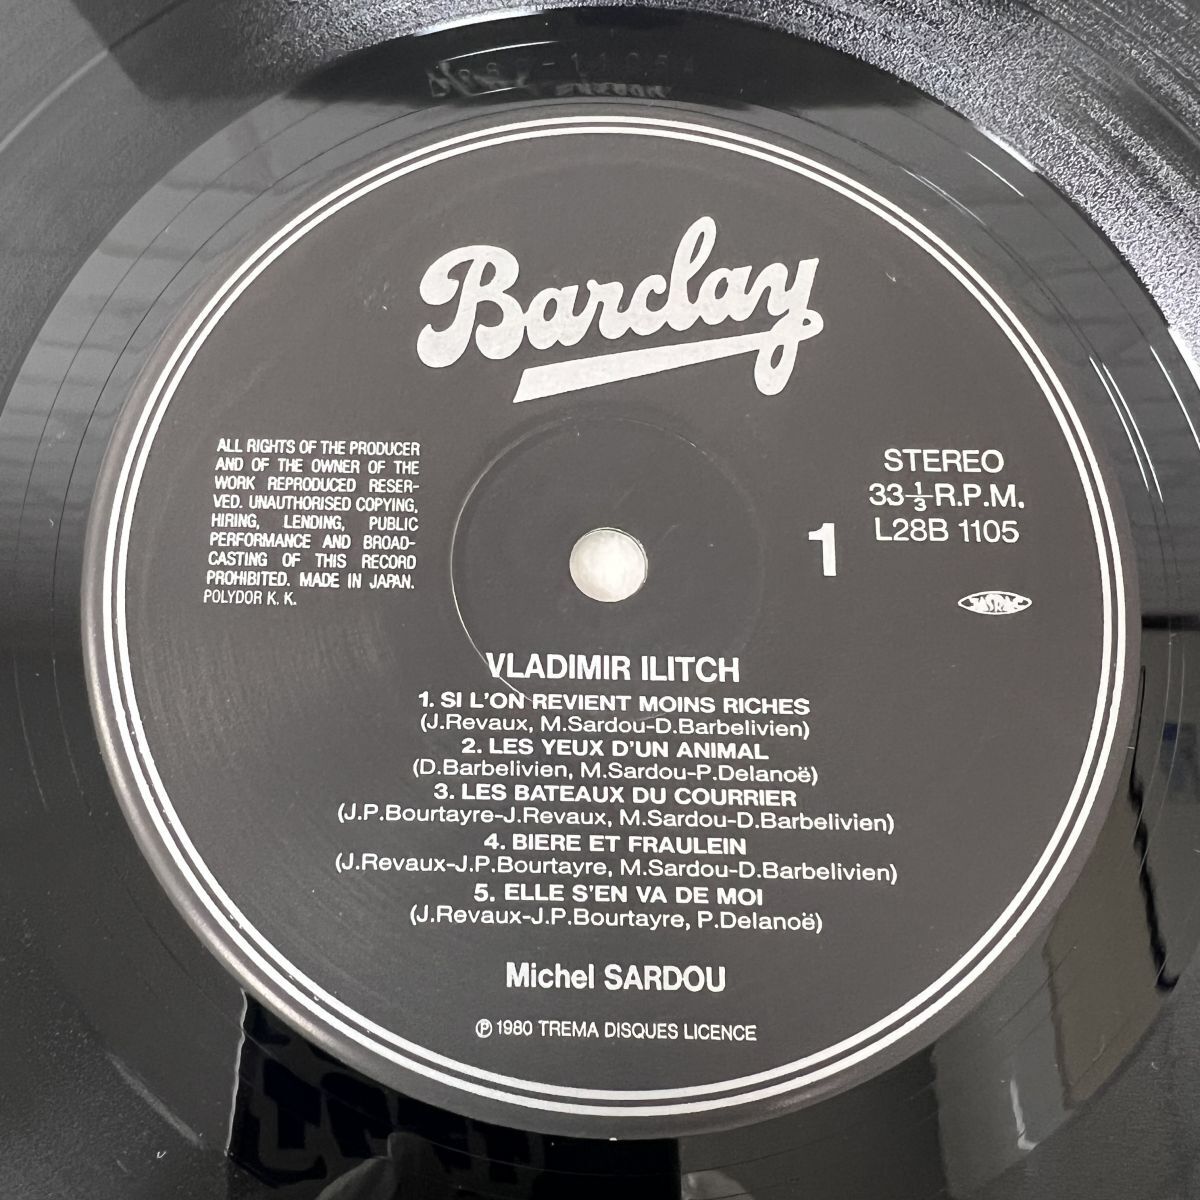 Barclay
ALL RIGHTS OF THE PRODUCER
AND OF THE OWNER OF THE
WORK REPRODUCED RESER-
VED. UNAUTHORISED COPYING,
HIRING, LENDING, PUBLIC
PERFORMANCE AND BROAD-
CASTING OF THIS RECORD
PROHIBITED. MADE IN JAPAN.
POLYDOR K. K.
STEREO
33 1/3 R.P.M.
L28B 1105
1
JASRAC
VLADIMIR ILITCH
1. SI L'ON REVIENT MOINS RICHES
(J.Revaux, M.Sardou-D.Barbelivien)
2. LES YEUX D'UN ANIMAL
(D.Barbelivien, M.Sardou-P.Delanoë)
3. LES BATEAUX DU COURRIER
(J.P.Bourtayre-J.Revaux, M.Sardou-D.Barbelivien)
4. BIERE ET FRAULEIN
(J.Revaux-J.P.Bourtayre, M.Sardou-D.Barbelivien)
5. ELLE S'EN VA DE MOI
(J.Revaux-J.P.Bourtayre, P.Delanoë)
Michel SARDOU
℗ 1980 TREMA DISQUES LICENCE